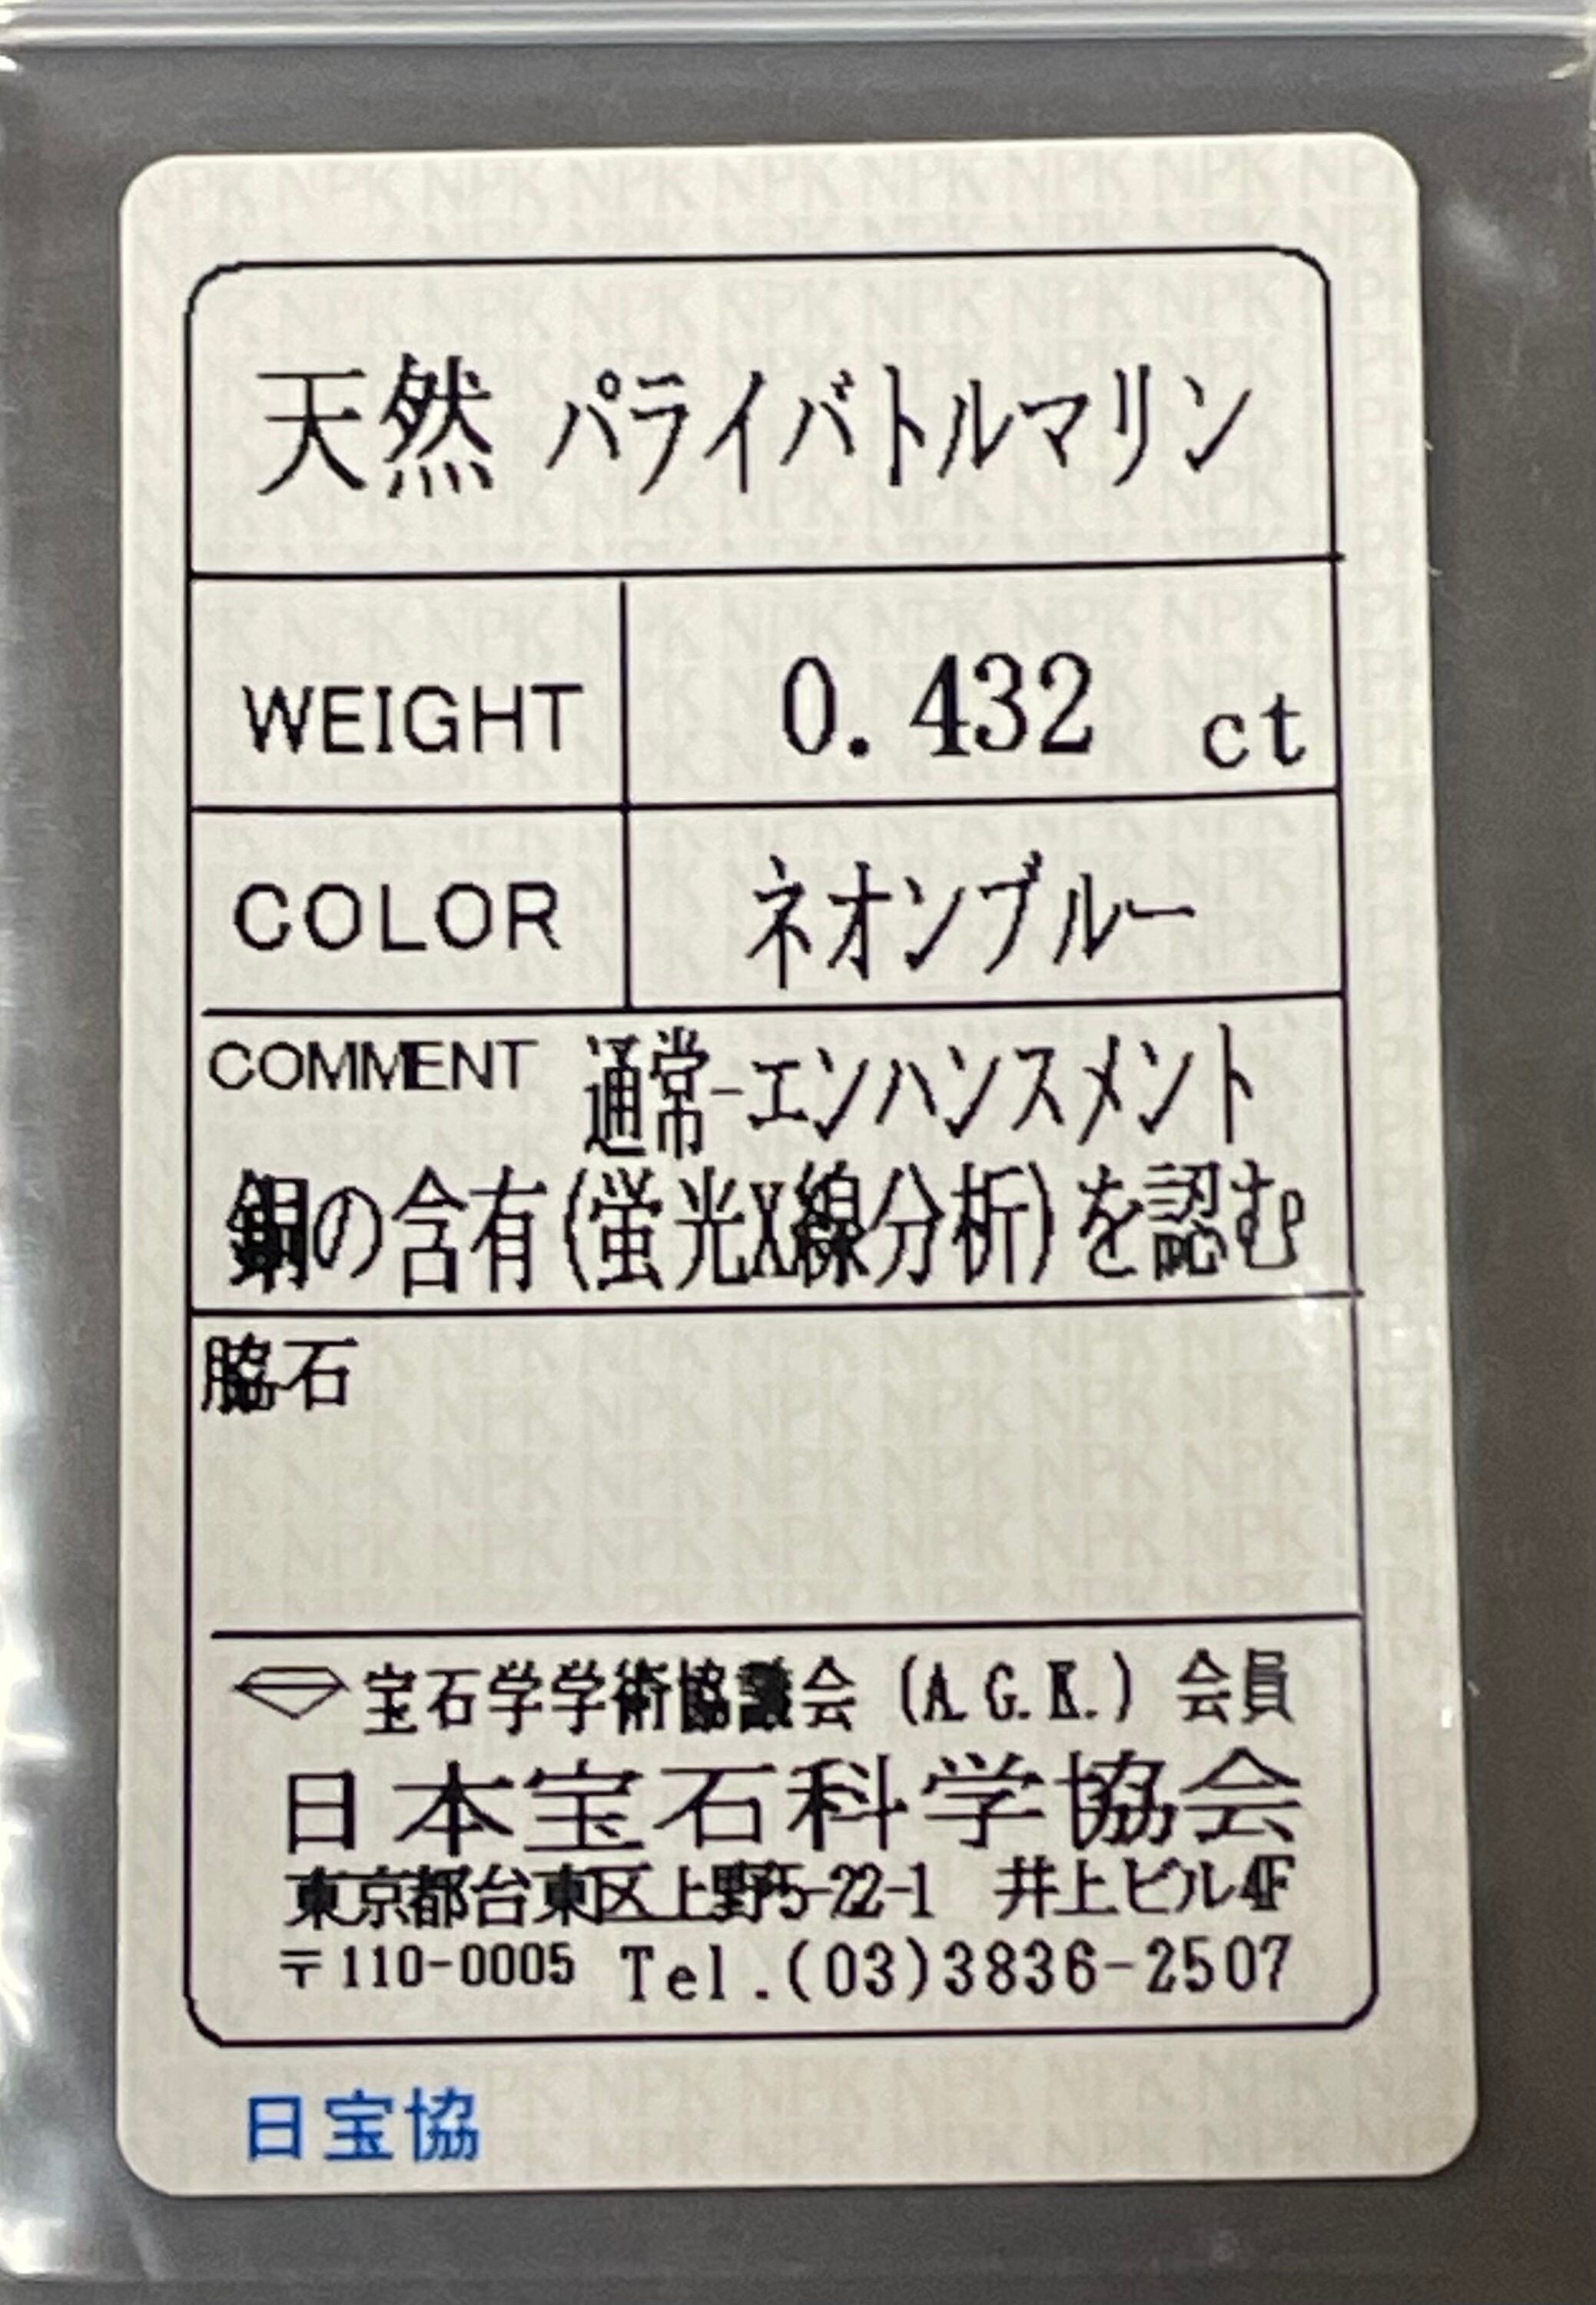 天然 パライバトルマリン
WEIGHT 0.432 ct
COLOR ネオンブルー
COMMENT 通常-エンハンスメント
銅の含有(蛍光X線分析)を認む
脇石
宝石学学術協議会 (A.G.K.) 会員
日本宝石科学協会
東京都台東区上野5-22-1 井上ビル4F
〒110-0005 Tel.(03)3836-2507
日宝協